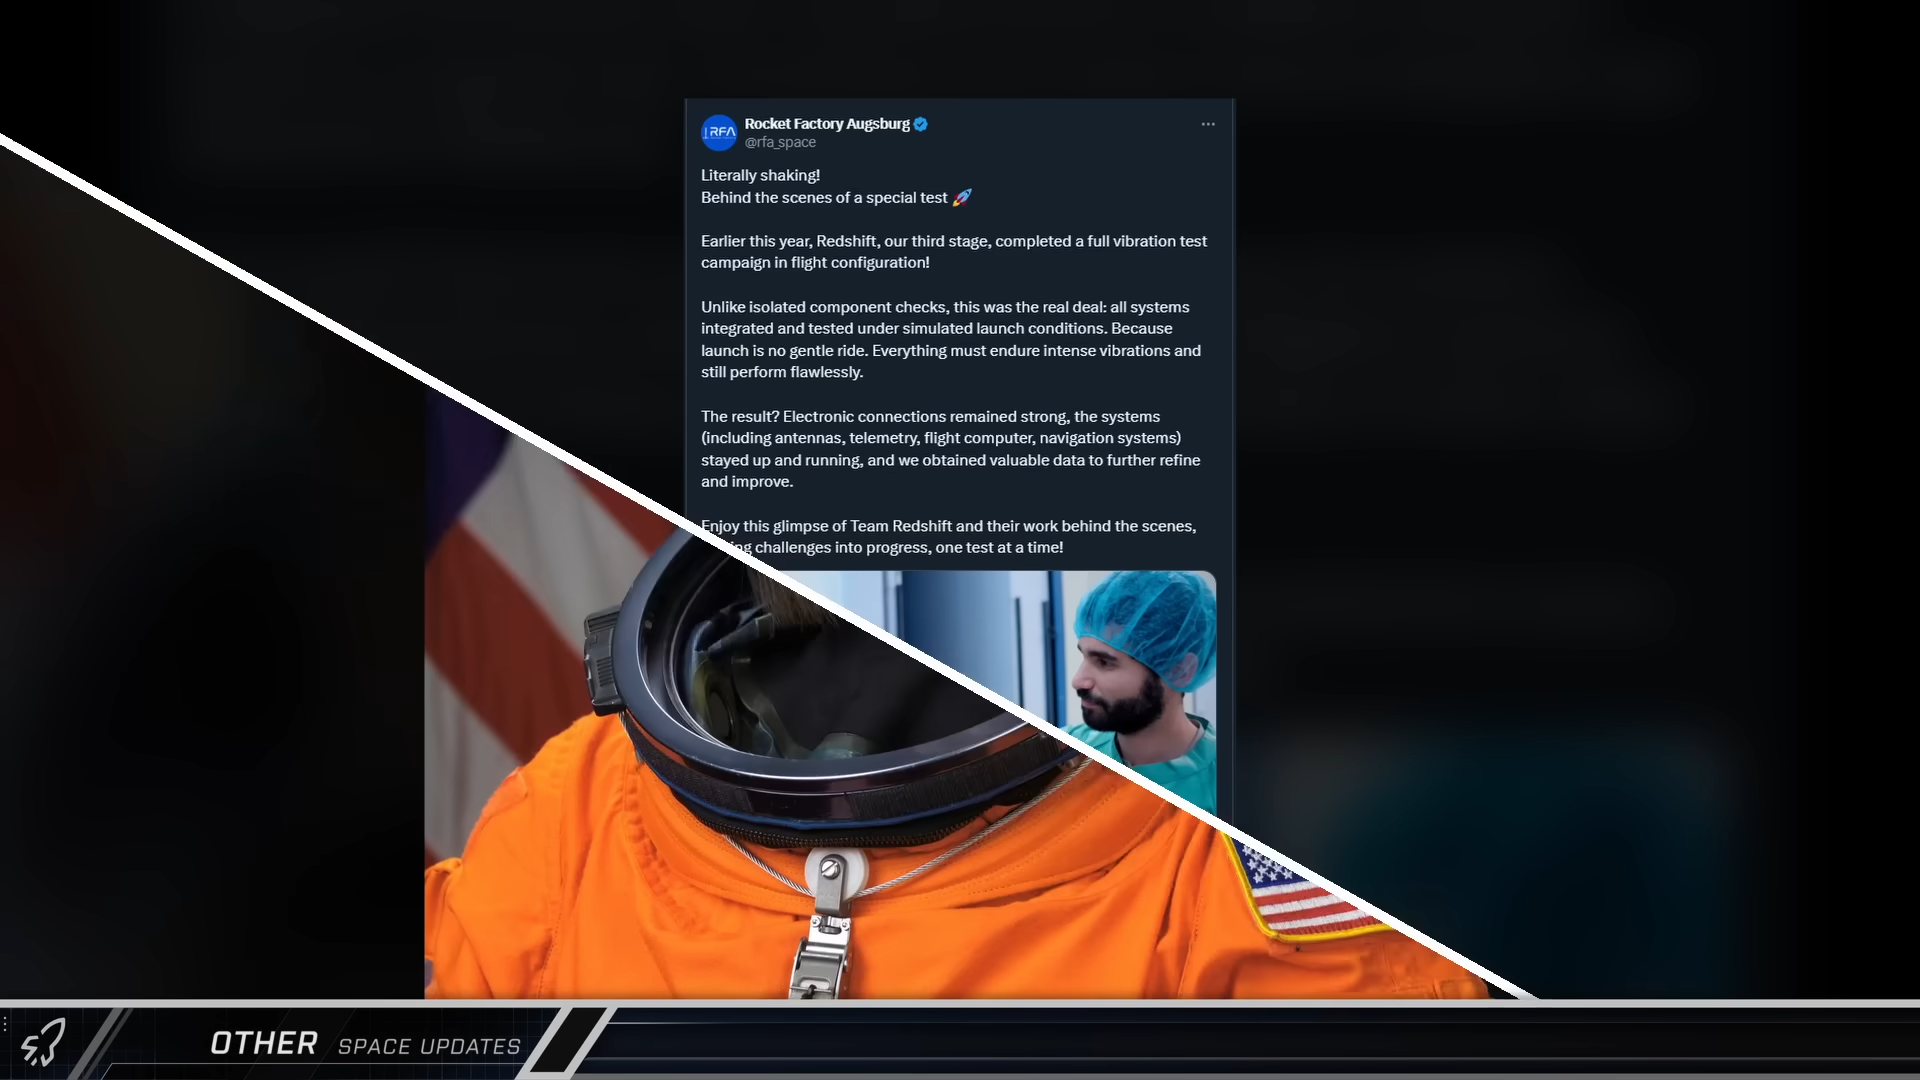 RFA
Rocket Factory Augsburg
@rfa_space
Literally shaking!
Behind the scenes of a special test 🚀
Earlier this year, Redshift, our third stage, completed a full vibration test
campaign in flight configuration!
Unlike isolated component checks, this was the real deal: all systems
integrated and tested under simulated launch conditions. Because
launch is no gentle ride. Everything must endure intense vibrations and
still perform flawlessly.
The result? Electronic connections remained strong, the systems
(including antennas, telemetry, flight computer, navigation systems)
stayed up and running, and we obtained valuable data to further refine
and improve.
Enjoy this glimpse of Team Redshift and their work behind the scenes,
challenges into progress, one test at a time!
OTHER SPACE UPDATES